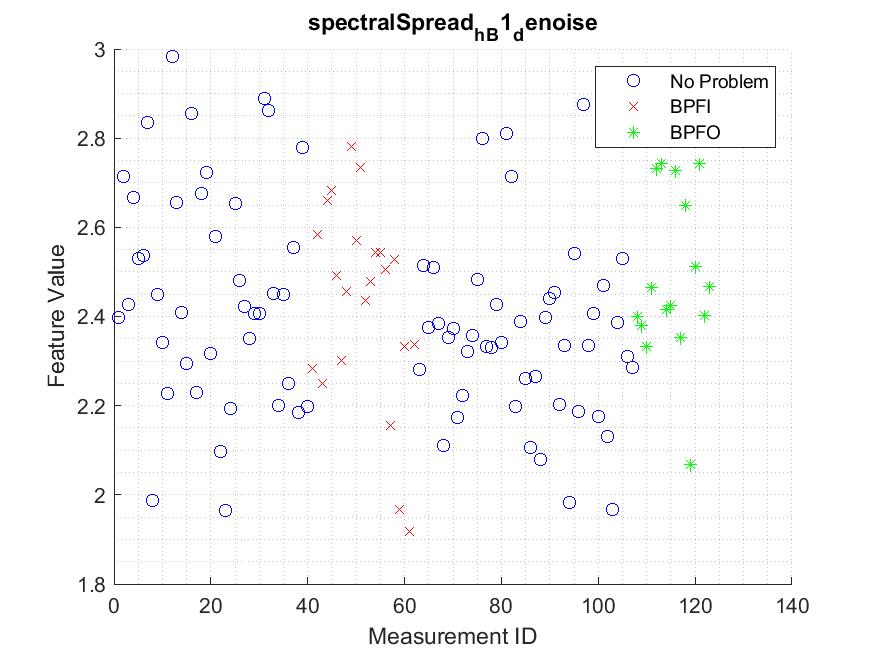 spectralSpread_hB1_denoise
No Problem
BPFI
BPFO
3
2.8
2.6
2.4
2.2
2
1.8
Feature Value
0 20 40 60 80 100 120 140
Measurement ID